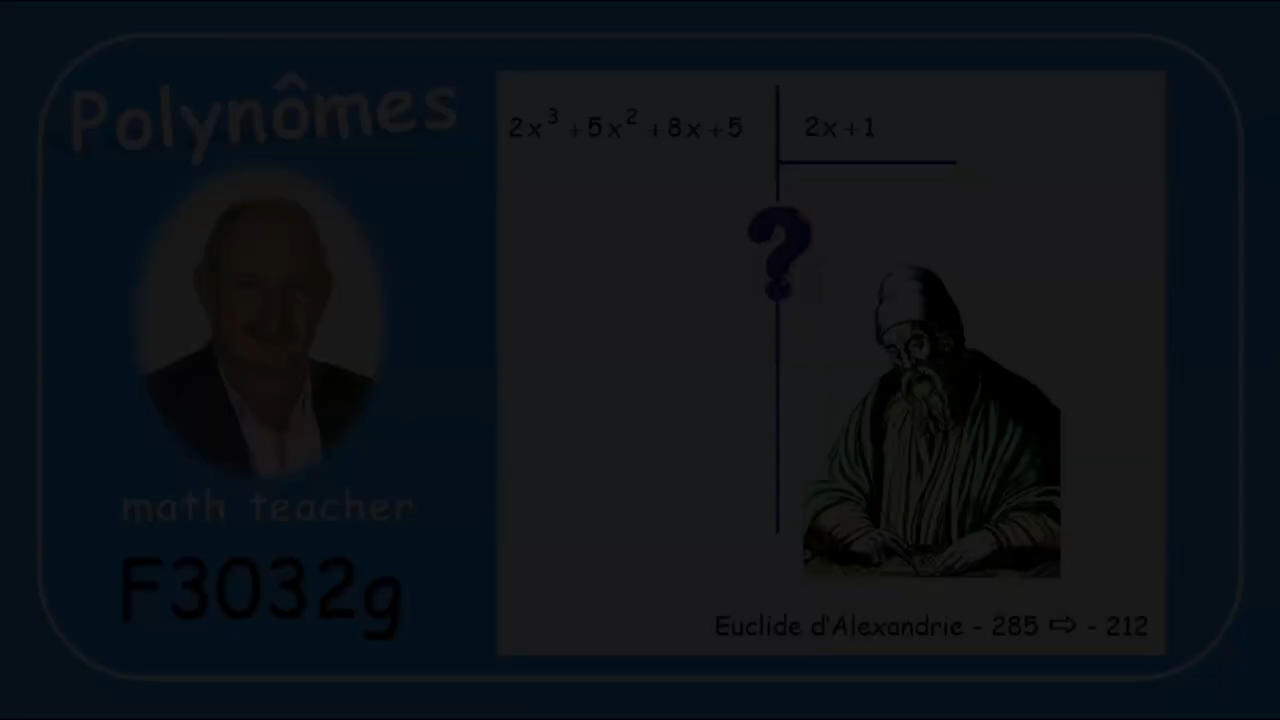 Polynômes
math teacher
F3032g
2x³ + 5x² + 8x + 5
2x + 1
?
Euclide d'Alexandrie - 285 ⇨ - 212